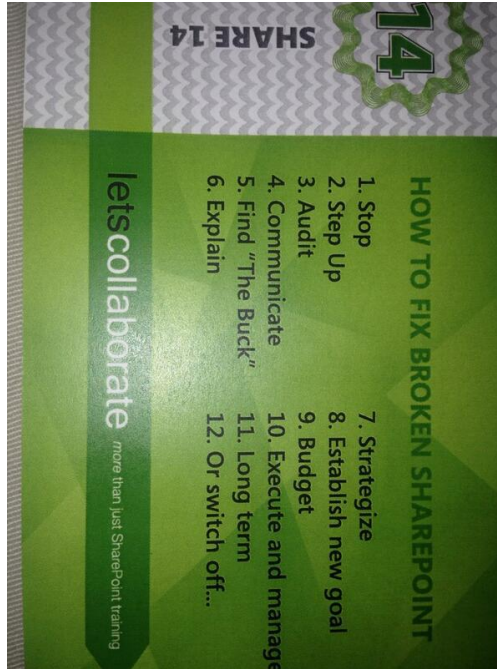 14
SHARE 14
HOW TO FIX BROKEN SHAREPOINT
1. Stop
2. Step Up
3. Audit
4. Communicate
5. Find “The Buck”
6. Explain
7. Strategize
8. Establish new goal
9. Budget
10. Execute and manage
11. Long term
12. Or switch off...
letscollaborate more than just SharePoint training